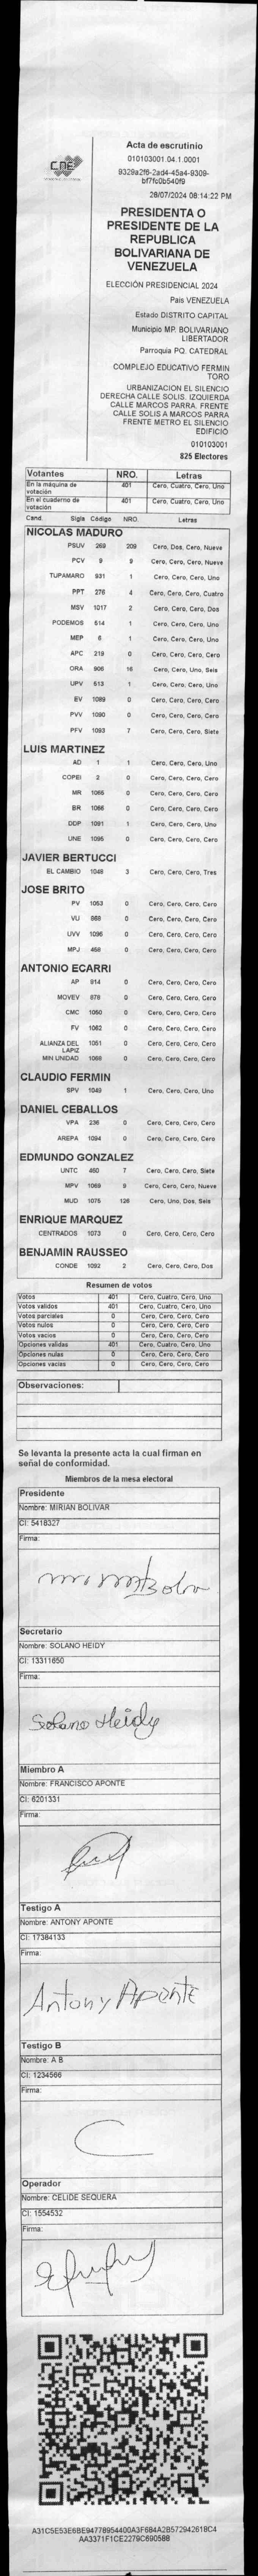 CNE
Acta de escrutinio
010103001.04.1.0001
9329a2f6-2ad4-45a4-9309-
bf7fc0b540f9
28/07/2024 08:14:22 PM
PRESIDENTA O
PRESIDENTE DE LA
REPUBLICA
BOLIVARIANA DE
VENEZUELA
ELECCIÓN PRESIDENCIAL 2024
País VENEZUELA
Estado DISTRITO CAPITAL
Municipio MP. BOLIVARIANO
LIBERTADOR
Parroquia PQ. CATEDRAL
COMPLEJO EDUCATIVO FERMIN
TORO
URBANIZACION EL SILENCIO
DERECHA CALLE SOLIS. IZQUIERDA
CALLE MARCOS PARRA. FRENTE
CALLE SOLIS A MARCOS PARRA
FRENTE METRO EL SILENCIO
EDIFICIO
010103001
825 Electores
Votantes NRO. Letras
En la máquina de votación 401 Cero, Cuatro, Cero, Uno
En el cuaderno de votación 401 Cero, Cuatro, Cero, Uno
Cand. Sigla Código NRO. Letras
NICOLAS MADURO
PSUV 269 209 Cero, Dos, Cero, Nueve
PCV 9 9 Cero, Cero, Cero, Nueve
TUPAMARO 931 1 Cero, Cero, Cero, Uno
PPT 276 4 Cero, Cero, Cero, Cuatro
MSV 1017 2 Cero, Cero, Cero, Dos
PODEMOS 514 1 Cero, Cero, Cero, Uno
MEP 6 1 Cero, Cero, Cero, Uno
APC 219 0 Cero, Cero, Cero, Cero
ORA 906 16 Cero, Cero, Uno, Seis
UPV 513 1 Cero, Cero, Cero, Uno
EV 1089 0 Cero, Cero, Cero, Cero
PVV 1090 0 Cero, Cero, Cero, Cero
PFV 1093 7 Cero, Cero, Cero, Siete
LUIS MARTINEZ
AD 1 1 Cero, Cero, Cero, Uno
COPEI 2 0 Cero, Cero, Cero, Cero
MR 1065 0 Cero, Cero, Cero, Cero
BR 1066 0 Cero, Cero, Cero, Cero
DDP 1091 1 Cero, Cero, Cero, Uno
UNE 1095 0 Cero, Cero, Cero, Cero
JAVIER BERTUCCI
EL CAMBIO 1048 3 Cero, Cero, Cero, Tres
JOSE BRITO
PV 1053 0 Cero, Cero, Cero, Cero
VU 868 0 Cero, Cero, Cero, Cero
UVV 1096 0 Cero, Cero, Cero, Cero
MPJ 458 0 Cero, Cero, Cero, Cero
ANTONIO ECARRI
AP 914 0 Cero, Cero, Cero, Cero
MOVEV 879 0 Cero, Cero, Cero, Cero
CMC 1050 0 Cero, Cero, Cero, Cero
FV 1062 0 Cero, Cero, Cero, Cero
ALIANZA DEL LAPIZ 1051 0 Cero, Cero, Cero, Cero
MIN UNIDAD 1068 0 Cero, Cero, Cero, Cero
CLAUDIO FERMIN
SPV 1049 1 Cero, Cero, Cero, Uno
DANIEL CEBALLOS
VPA 236 0 Cero, Cero, Cero, Cero
AREPA 1094 0 Cero, Cero, Cero, Cero
EDMUNDO GONZALEZ
UNTC 450 7 Cero, Cero, Cero, Siete
MPV 1069 9 Cero, Cero, Cero, Nueve
MUD 1075 126 Cero, Uno, Dos, Seis
ENRIQUE MARQUEZ
CENTRADOS 1073 0 Cero, Cero, Cero, Cero
BENJAMIN RAUSSEO
CONDE 1092 2 Cero, Cero, Cero, Dos
Resumen de votos
Votos 401 Cero, Cuatro, Cero, Uno
Votos validos 401 Cero, Cuatro, Cero, Uno
Votos parciales 0 Cero, Cero, Cero, Cero
Votos nulos 0 Cero, Cero, Cero, Cero
Votos vacios 0 Cero, Cero, Cero, Cero
Opciones validas 401 Cero, Cuatro, Cero, Uno
Opciones nulas 0 Cero, Cero, Cero, Cero
Opciones vacias 0 Cero, Cero, Cero, Cero
Observaciones:
Se levanta la presente acta la cual firman en
señal de conformidad.
Miembros de la mesa electoral
Presidente
Nombre: MIRIAN BOLIVAR
CI: 5418327
Firma:
Secretario
Nombre: SOLANO HEIDY
CI: 13311650
Firma:
Solano Heidy
Miembro A
Nombre: FRANCISCO APONTE
CI: 6201331
Firma:
Testigo A
Nombre: ANTONY APONTE
CI: 17384133
Firma:
Antony Aponte
Testigo B
Nombre: A B
CI: 1234566
Firma:
Operador
Nombre: CELIDE SEQUERA
CI: 1554532
Firma:
A31C5E53E6BE94778954400A3F684A2B572942618C4
AA3371F1CE2279C690588